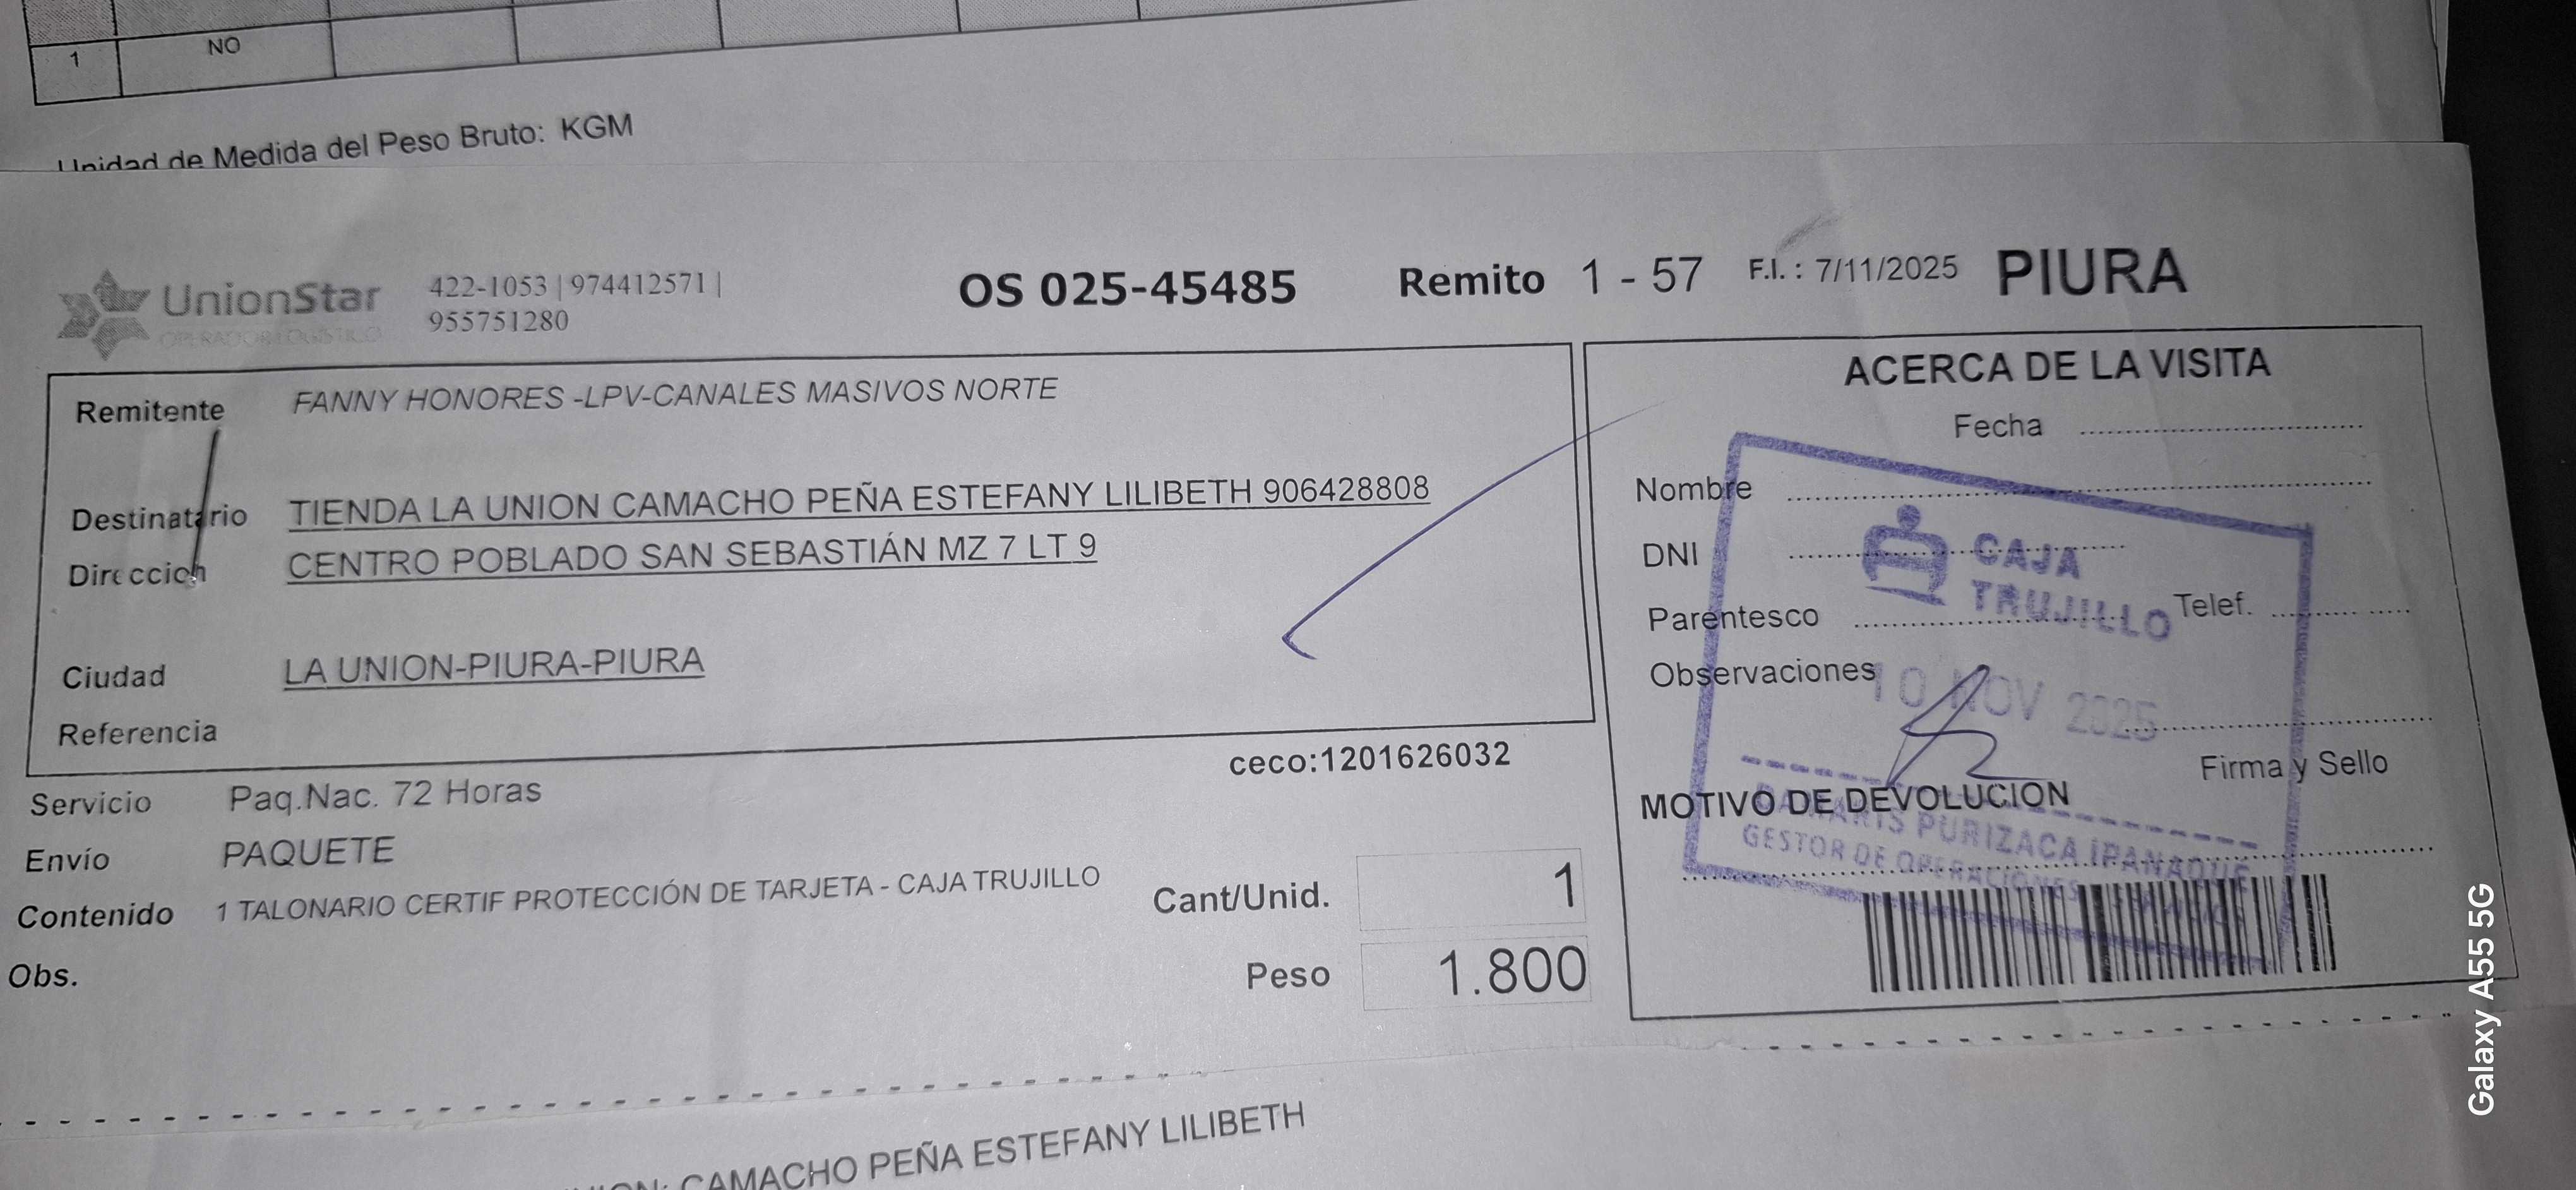 1 NO
Unidad de Medida del Peso Bruto: KGM
UnionStar
OPERADOR LOGÍSTICO
422-1053 | 974412571 |
955751280
OS 025-45485 Remito 1 - 57 F.I. : 7/11/2025 PIURA
Remitente FANNY HONORES -LPV-CANALES MASIVOS NORTE
Destinatario TIENDA LA UNION CAMACHO PEÑA ESTEFANY LILIBETH 906428808
Direccion CENTRO POBLADO SAN SEBASTIÁN MZ 7 LT 9
Ciudad LA UNION-PIURA-PIURA
Referencia
ceco:1201626032
Servicio Paq.Nac. 72 Horas
Envío PAQUETE
Contenido 1 TALONARIO CERTIF PROTECCIÓN DE TARJETA - CAJA TRUJILLO
Cant/Unid. 1
Obs.
Peso 1.800
ACERCA DE LA VISITA
Fecha
Nombre
DNI
Parentesco Telef.
Observaciones
Firma y Sello
MOTIVO DE DEVOLUCION
CAJA
TRUJILLO
10 NOV 2025
PURIZACA IPANAQUE
GESTOR DE OPERACIONES
CAMACHO PEÑA ESTEFANY LILIBETH
Galaxy A55 5G